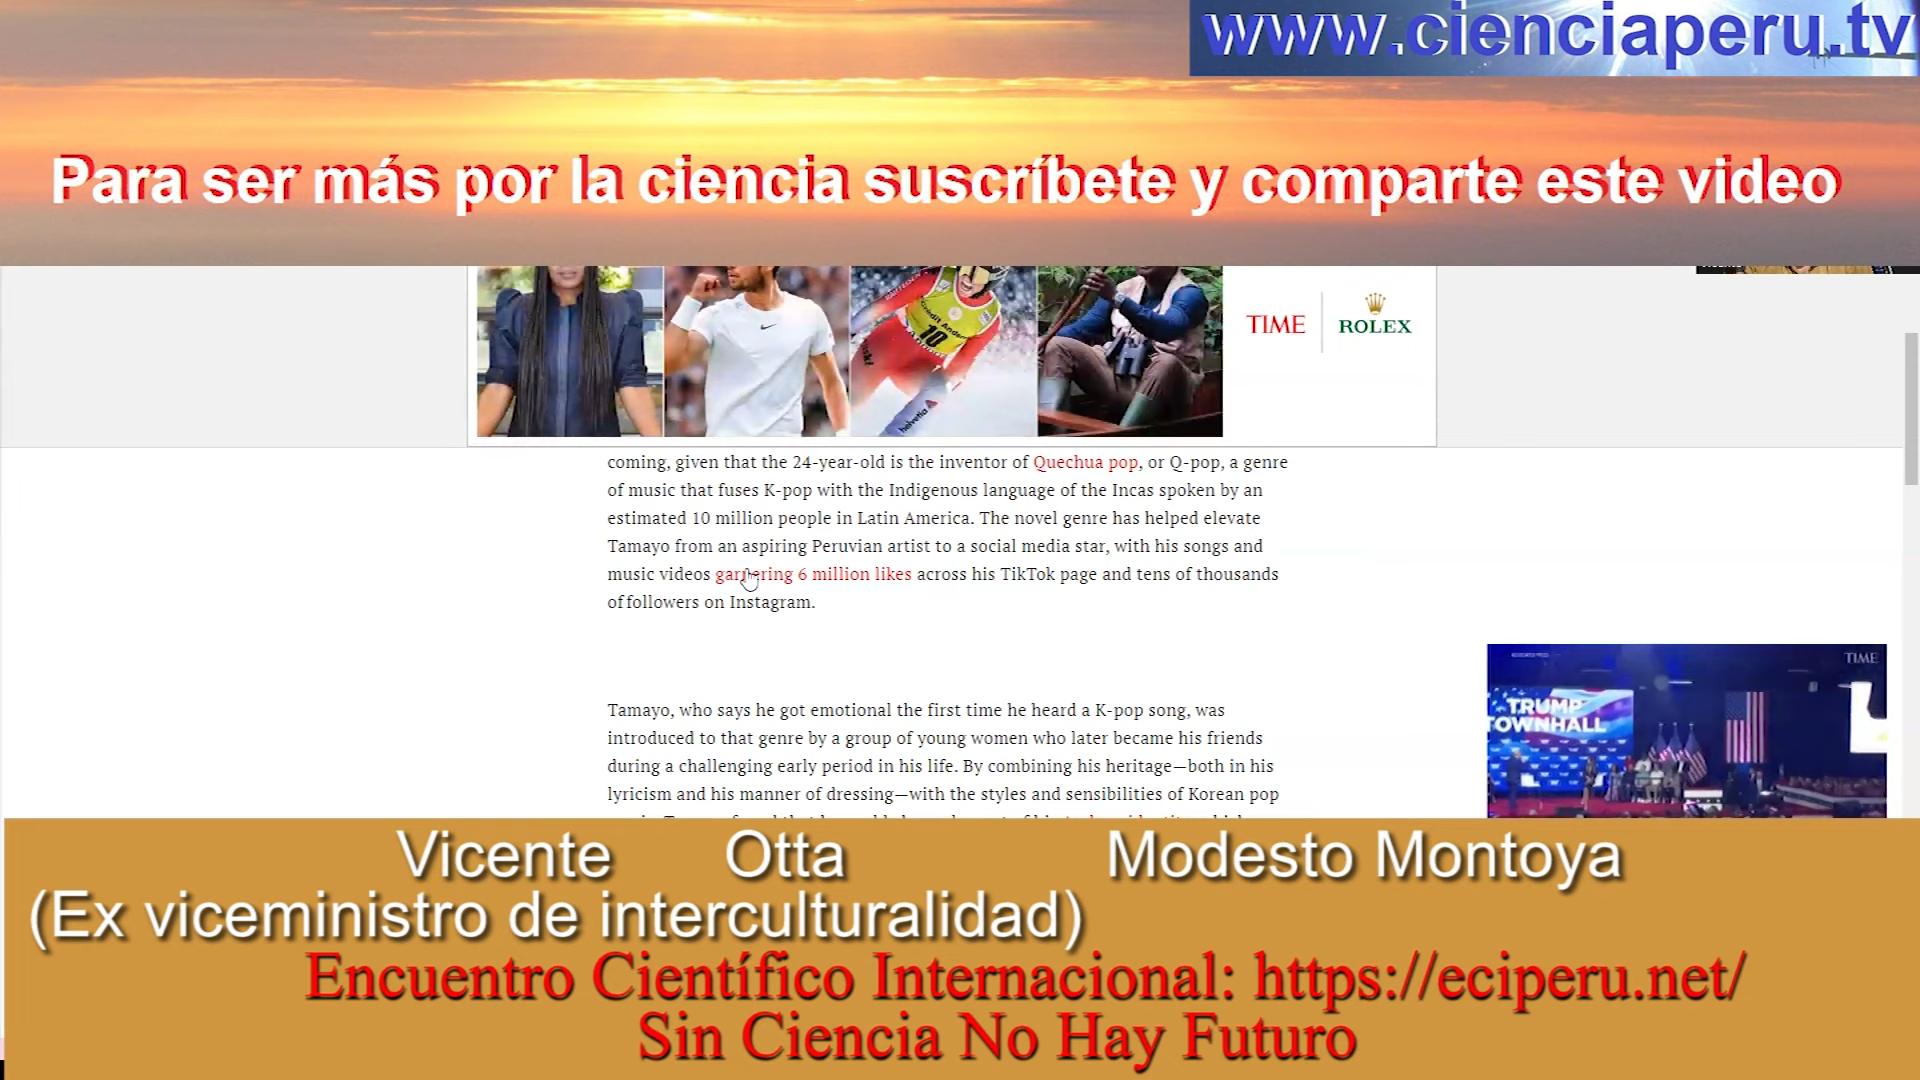 www.cienciaperu.tv
Para ser más por la ciencia suscríbete y comparte este video
10
helvetia
TIME
ROLEX
coming, given that the 24-year-old is the inventor of Quechua pop, or Q-pop, a genre
of music that fuses K-pop with the Indigenous language of the Incas spoken by an
estimated 10 million people in Latin America. The novel genre has helped elevate
Tamayo from an aspiring Peruvian artist to a social media star, with his songs and
music videos garnering 6 million likes across his TikTok page and tens of thousands
of followers on Instagram.
TIME
TRUMP
TOWNHALL
Tamayo, who says he got emotional the first time he heard a K-pop song, was
introduced to that genre by a group of young women who later became his friends
during a challenging early period in his life. By combining his heritage—both in his
lyricism and his manner of dressing—with the styles and sensibilities of Korean pop
Vicente Otta Modesto Montoya
(Ex viceministro de interculturalidad)
Encuentro Científico Internacional: https://eciperu.net/
Sin Ciencia No Hay Futuro